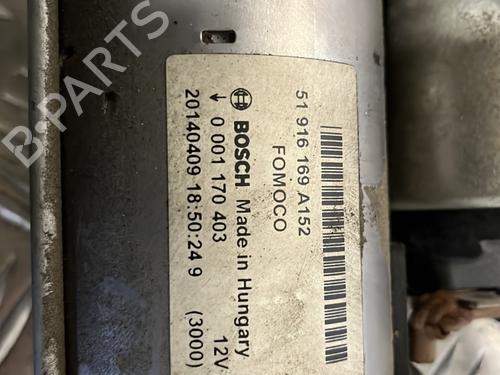 51 916 169 A152
FOMOCO
BOSCH Made in Hungary
0 001 170 403 12V
20140409 18:50:24 9 (3000)
B-PARTS